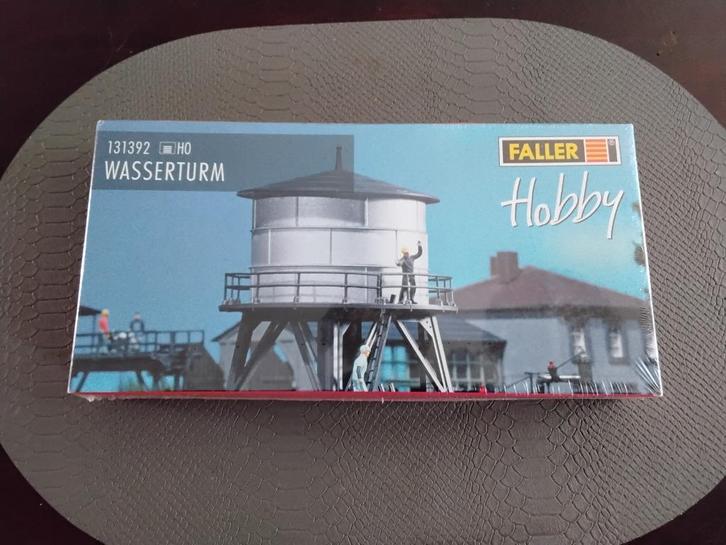 131392 H0
WASSERTURM
FALLER
Hobby